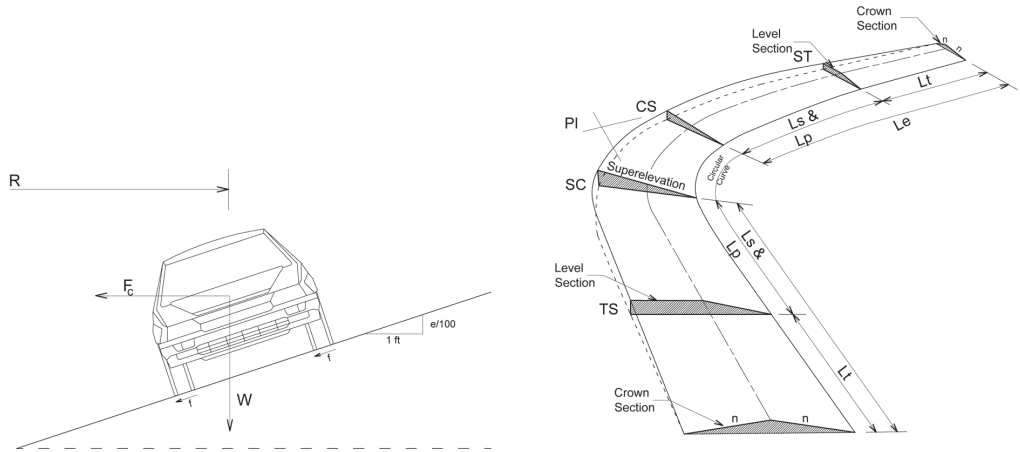 R
Fc
e/100
1 ft
f
f
W
Crown
Section
n
n
Level
Section
ST
Lt
CS
Ls &
Lp
Le
PI
Superelevation
Circular
Curve
SC
Ls &
Lp
Level
Section
TS
Lt
Crown
Section
n
n